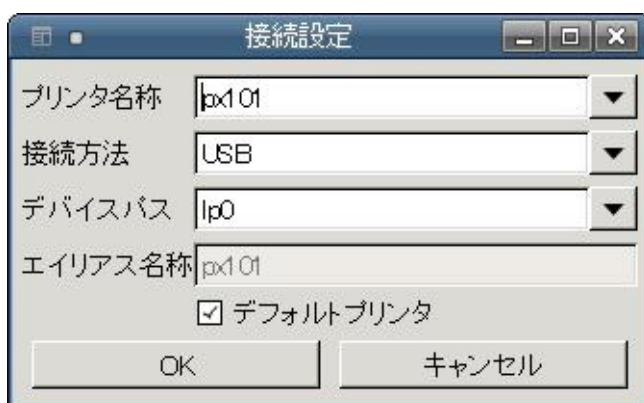 接続設定
プリンタ名称 px101
接続方法 USB
デバイスパス lp0
エイリアス名称 px101
デフォルトプリンタ
OK キャンセル